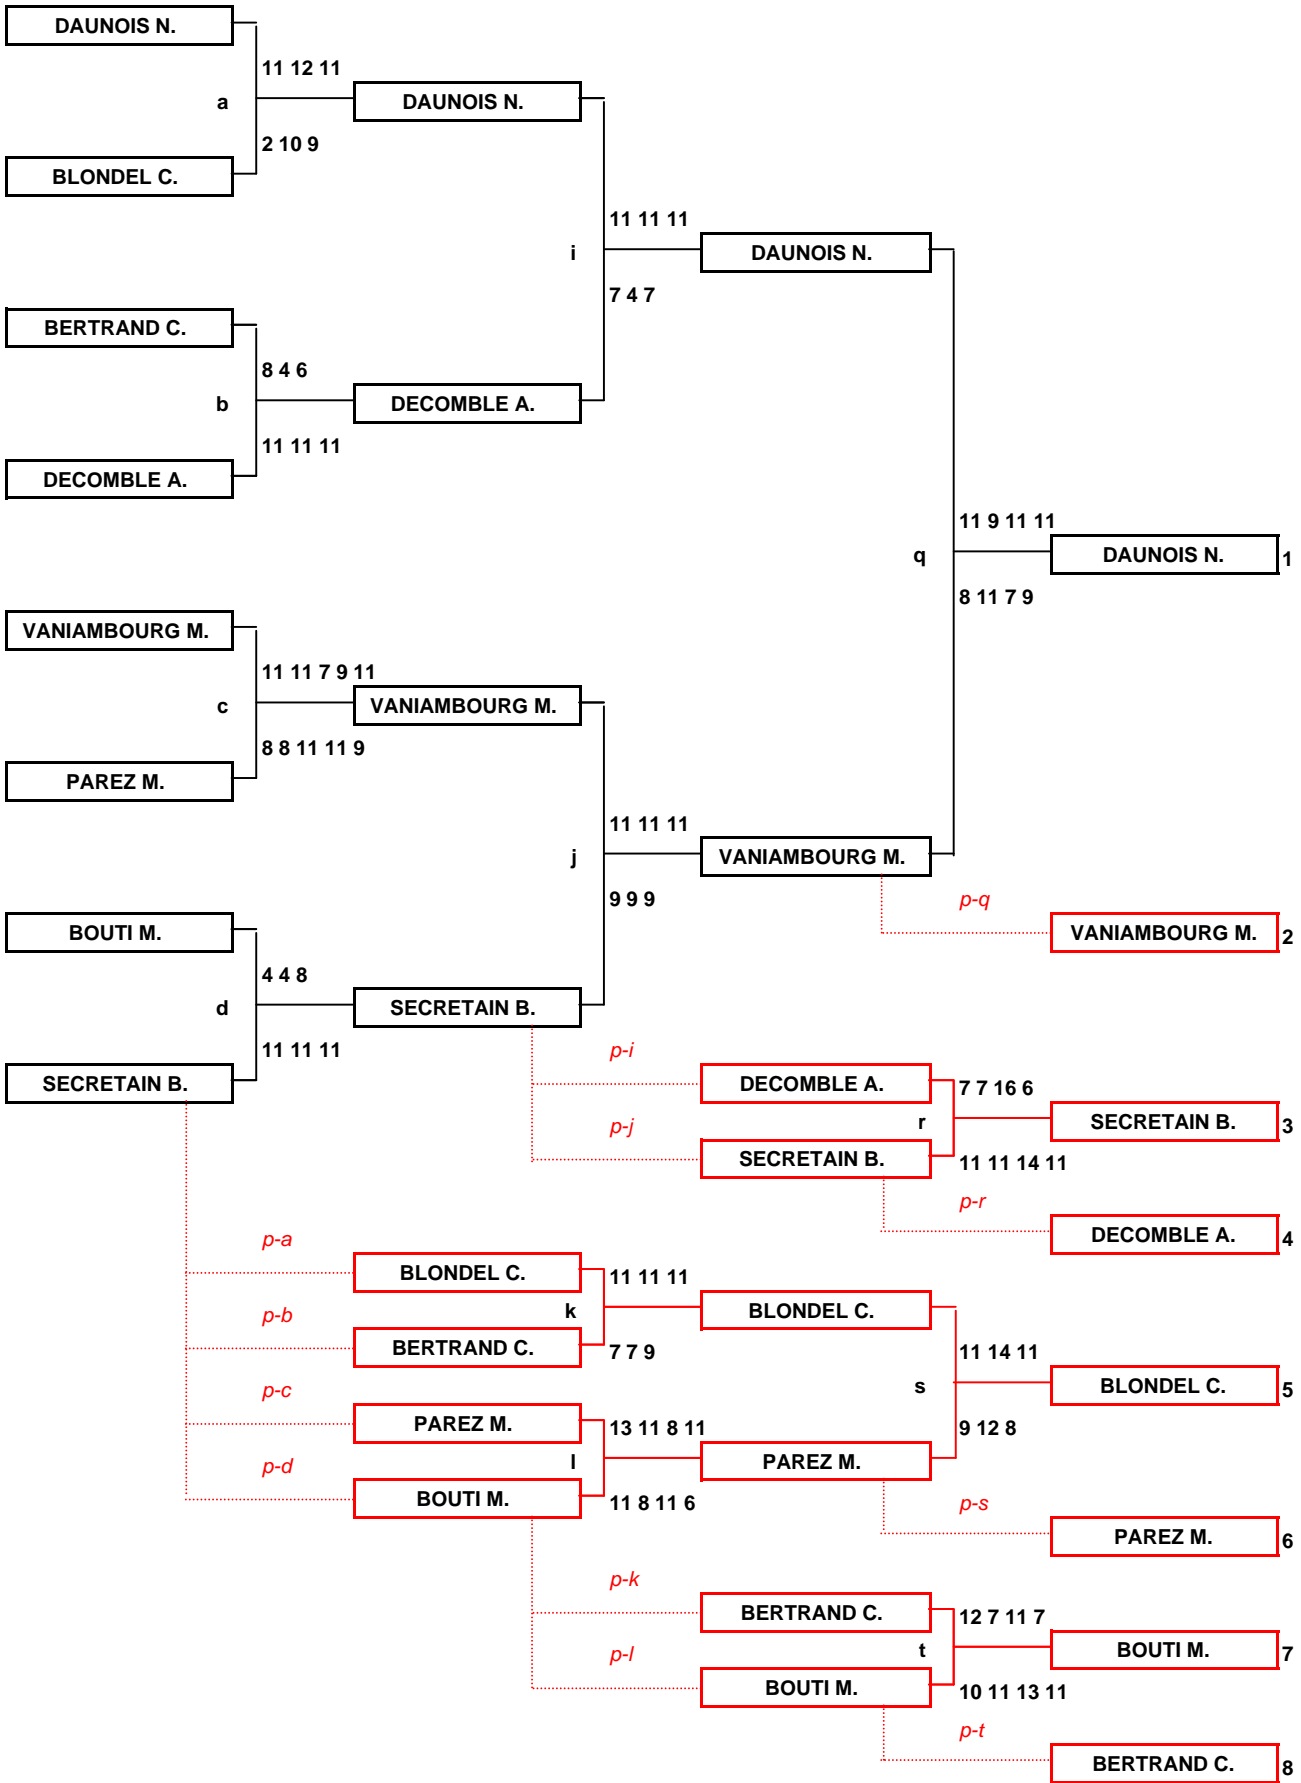 DAUNOIS N.
11 12 11
a
DAUNOIS N.
2 10 9
BLONDEL C.
11 11 11
i
DAUNOIS N.
7 4 7
BERTRAND C.
8 4 6
b
DECOMBLE A.
11 11 11
DECOMBLE A.
11 9 11 11
q
DAUNOIS N.
1
8 11 7 9
VANIAMBOURG M.
11 11 7 9 11
c
VANIAMBOURG M.
8 8 11 11 9
PAREZ M.
11 11 11
j
VANIAMBOURG M.
9 9 9
p-q
VANIAMBOURG M.
2
BOUTI M.
4 4 8
d
SECRETAIN B.
11 11 11
SECRETAIN B.
p-i
DECOMBLE A.
7 7 16 6
r
SECRETAIN B.
3
p-j
SECRETAIN B.
11 11 14 11
p-r
DECOMBLE A.
4
p-a
BLONDEL C.
11 11 11
k
BLONDEL C.
p-b
BERTRAND C.
7 7 9
11 14 11
s
BLONDEL C.
5
9 12 8
p-c
PAREZ M.
13 11 8 11
l
PAREZ M.
p-d
BOUTI M.
11 8 11 6
p-s
PAREZ M.
6
p-k
BERTRAND C.
12 7 11 7
t
BOUTI M.
7
p-l
BOUTI M.
10 11 13 11
p-t
BERTRAND C.
8